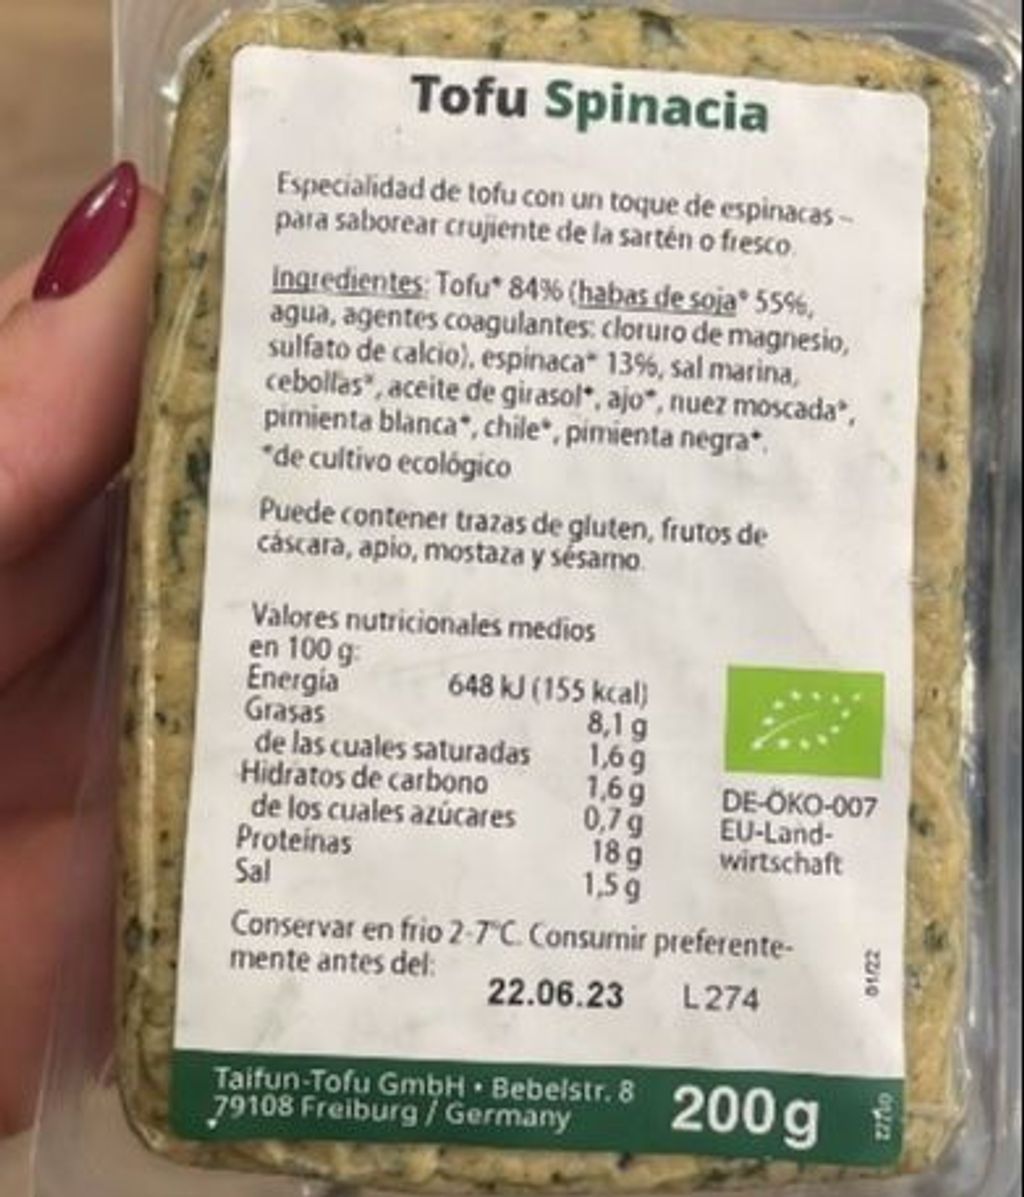 Tofu Spinacia
Especialidad de tofu con un toque de espinacas –
para saborear crujiente de la sartén o fresco.
Ingredientes: Tofu* 84% (habas de soja* 55%,
agua, agentes coagulantes: cloruro de magnesio,
sulfato de calcio), espinaca* 13%, sal marina,
cebollas*, aceite de girasol*, ajo*, nuez moscada*,
pimienta blanca*, chile*, pimienta negra*.
*de cultivo ecológico
Puede contener trazas de gluten, frutos de
cáscara, apio, mostaza y sésamo.
Valores nutricionales medios
en 100 g:
Energía 648 kJ (155 kcal)
Grasas 8,1 g
de las cuales saturadas 1,6 g
Hidratos de carbono 1,6 g
de los cuales azúcares 0,7 g
Proteínas 18 g
Sal 1,5 g
DE-ÖKO-007
EU-Land-
wirtschaft
Conservar en frío 2-7°C. Consumir preferente-
mente antes del:
22.06.23 L274
01/22
Taifun-Tofu GmbH • Bebelstr. 8
79108 Freiburg / Germany
200g